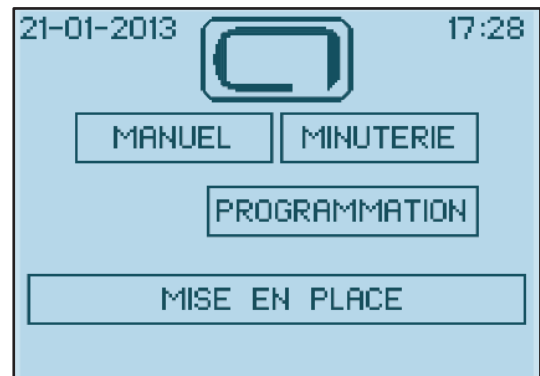 21-01-2013 17:28
MANUEL MINUTERIE
PROGRAMMATION
MISE EN PLACE